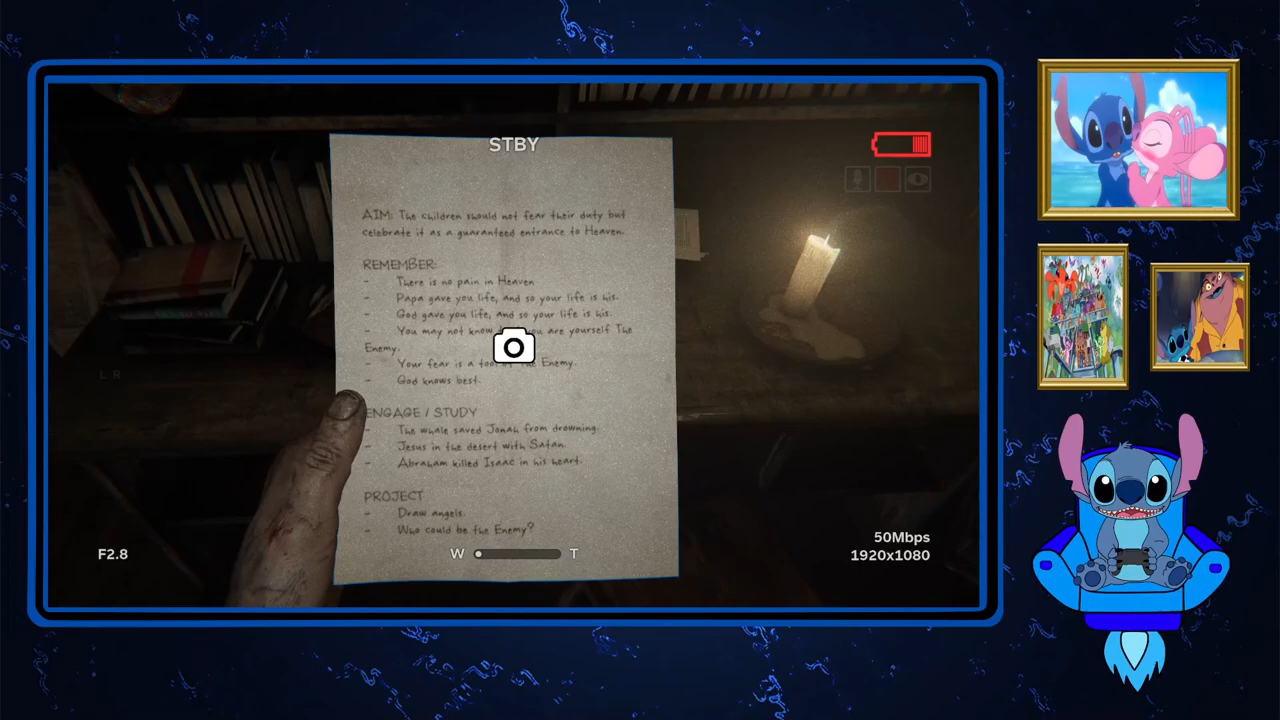 STBY
AIM: The children should not fear their duty but
celebrate it as a guaranteed entrance to Heaven.
REMEMBER:
- There is no pain in Heaven
- Papa gave you life, and so your life is his.
- God gave you life, and so your life is his.
- You may not know you are yourself The
Enemy.
- Your fear is a tool of the Enemy.
- God knows best.
ENGAGE / STUDY
- The whale saved Jonah from drowning.
- Jesus in the desert with Satan.
- Abraham killed Isaac in his heart.
PROJECT
- Draw angels.
- Who could be the Enemy?
L R
F2.8
W T
50Mbps
1920x1080